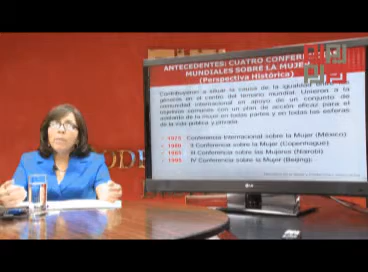 ANTECEDENTES: CUATRO CONFER
MUNDIALES SOBRE LA MUJER
(Perspectiva Histórica)
Contribuyeron a situar la causa de la igualdad
géneros en el centro del temario mundial. Unieron a la
comunidad internacional en apoyo de un conjunto de
objetivos comunes con un plan de acción eficaz para el
adelanto de la mujer en todas partes y en todas las esferas
de la vida pública y privada
1975 Conferencia Internacional sobre la Mujer (México)
1980 II Conferencia sobre la Mujer (Copenhague)
1985 III Conferencia sobre las Mujeres (Nairobi)
1995 IV Conferencia sobre la Mujer (Beijing)
LG